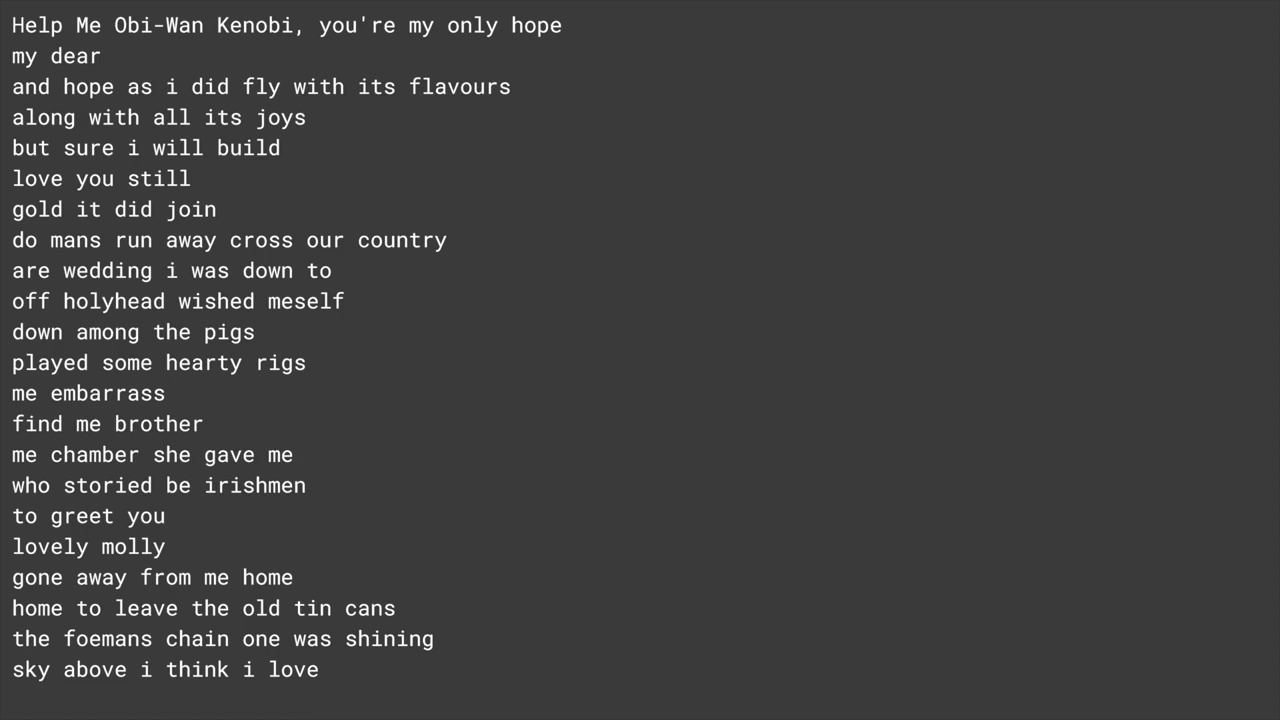 Help Me Obi-Wan Kenobi, you're my only hope
my dear
and hope as i did fly with its flavours
along with all its joys
but sure i will build
love you still
gold it did join
do mans run away cross our country
are wedding i was down to
off holyhead wished meself
down among the pigs
played some hearty rigs
me embarrass
find me brother
me chamber she gave me
who storied be irishmen
to greet you
lovely molly
gone away from me home
home to leave the old tin cans
the foemans chain one was shining
sky above i think i love